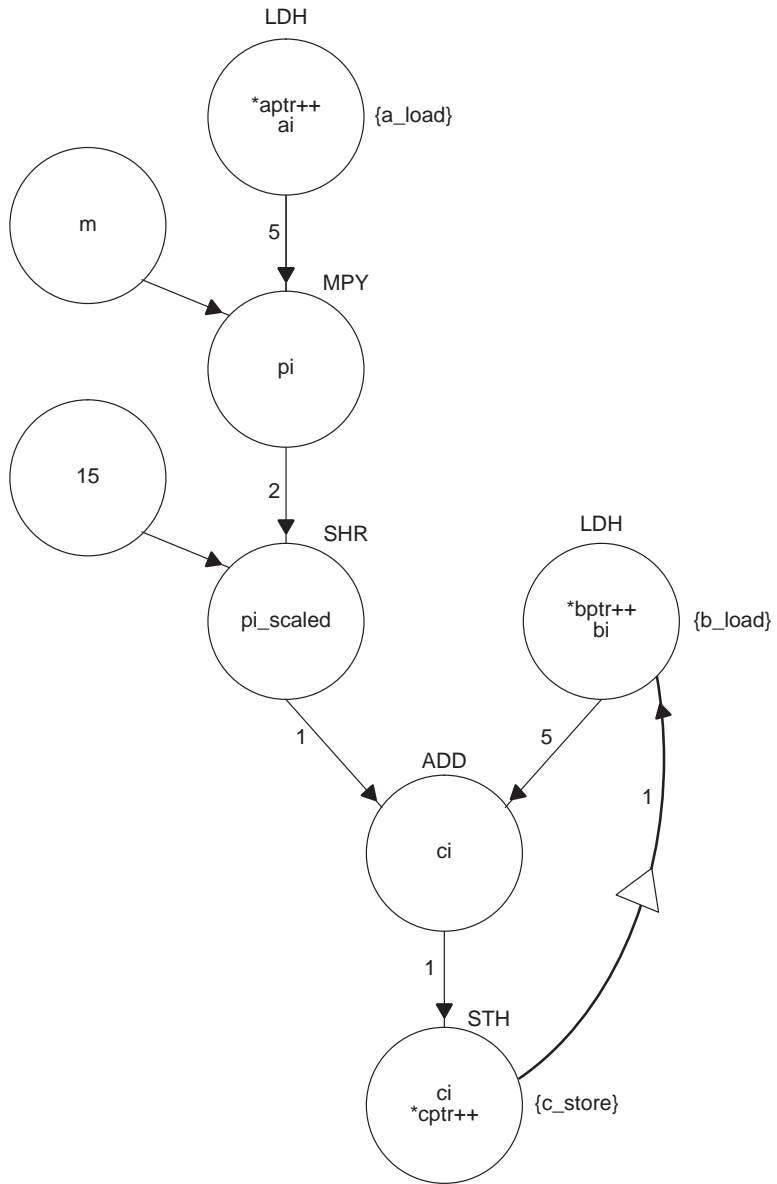 LDH
*aptr++
ai
{a_load}
m
5
MPY
pi
15
2
SHR
pi_scaled
LDH
*bptr++
bi
{b_load}
1
5
ADD
ci
1
1
STH
ci
*cptr++
{c_store}